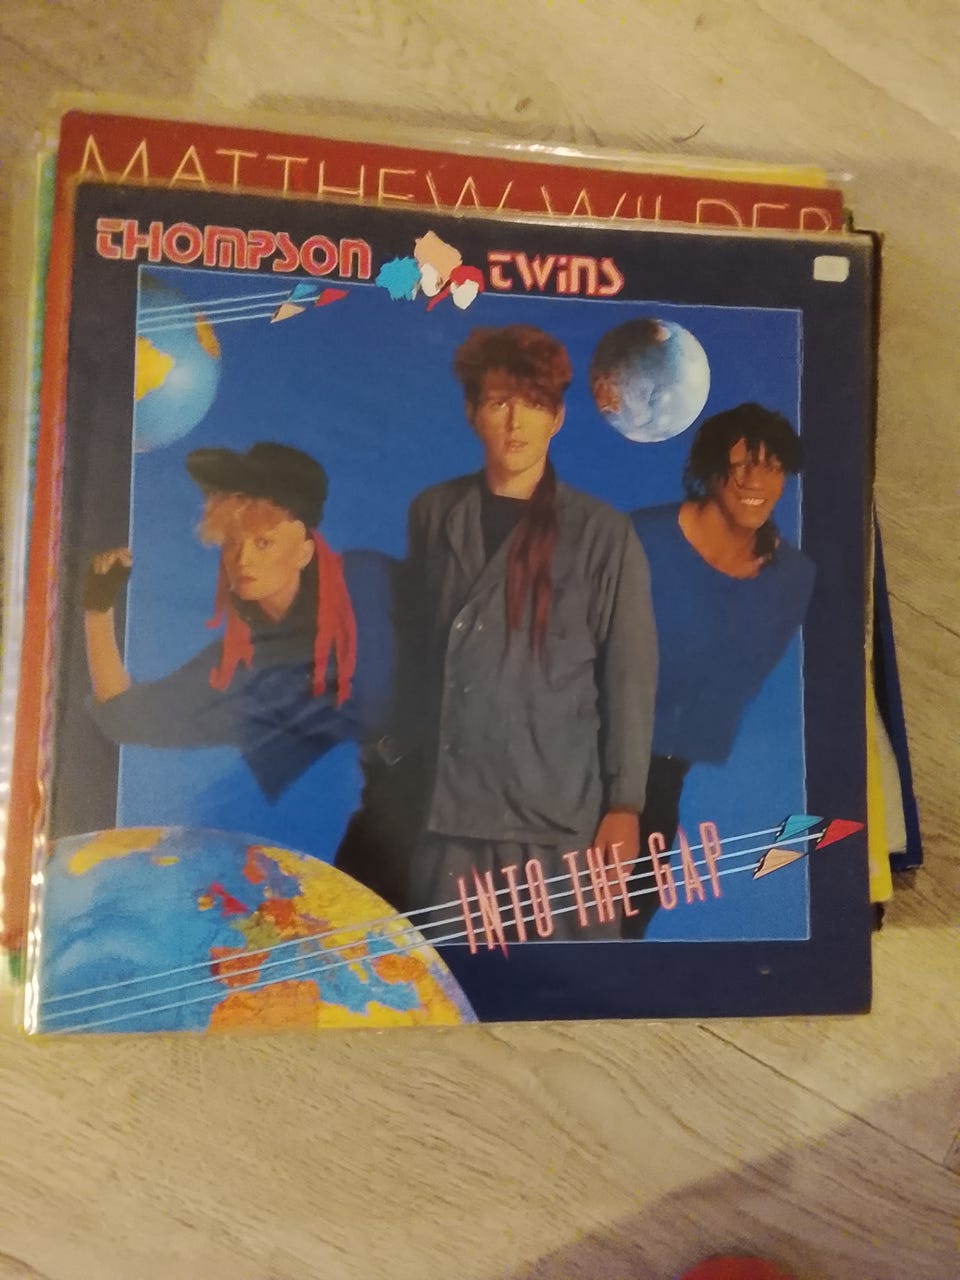 MATTHEW WILDER
THOMPSON TWINS
INTO THE GAP